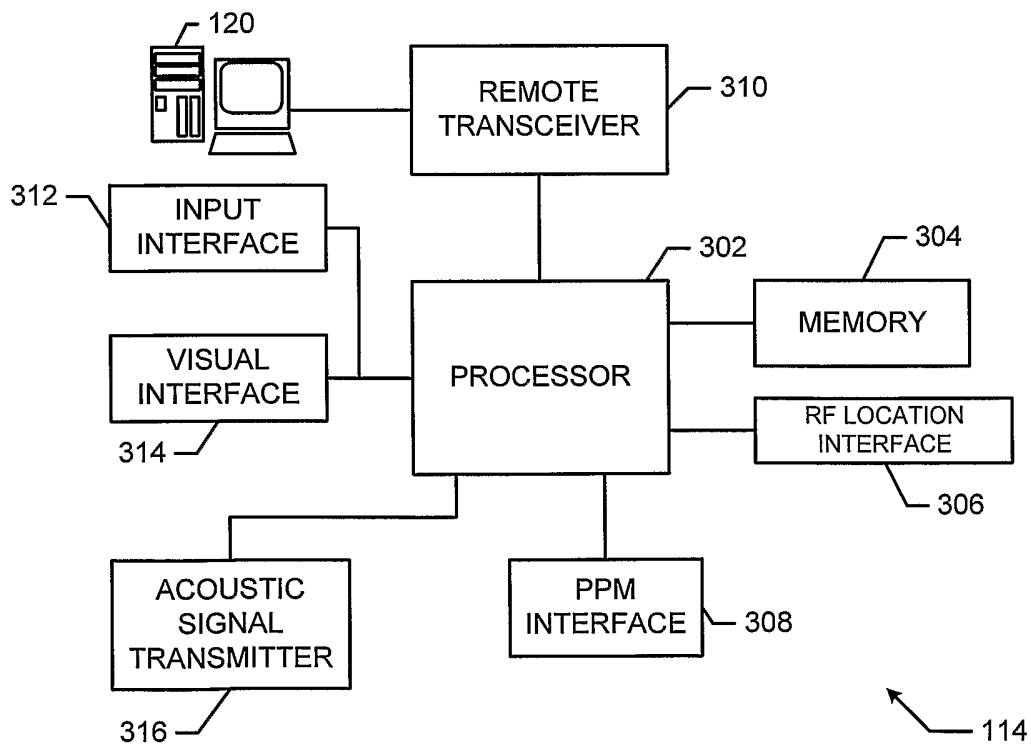 120
REMOTE
TRANSCEIVER
310
312
INPUT
INTERFACE
302
304
MEMORY
VISUAL
INTERFACE
314
PROCESSOR
RF LOCATION
INTERFACE
306
ACOUSTIC
SIGNAL
TRANSMITTER
316
PPM
INTERFACE
308
114